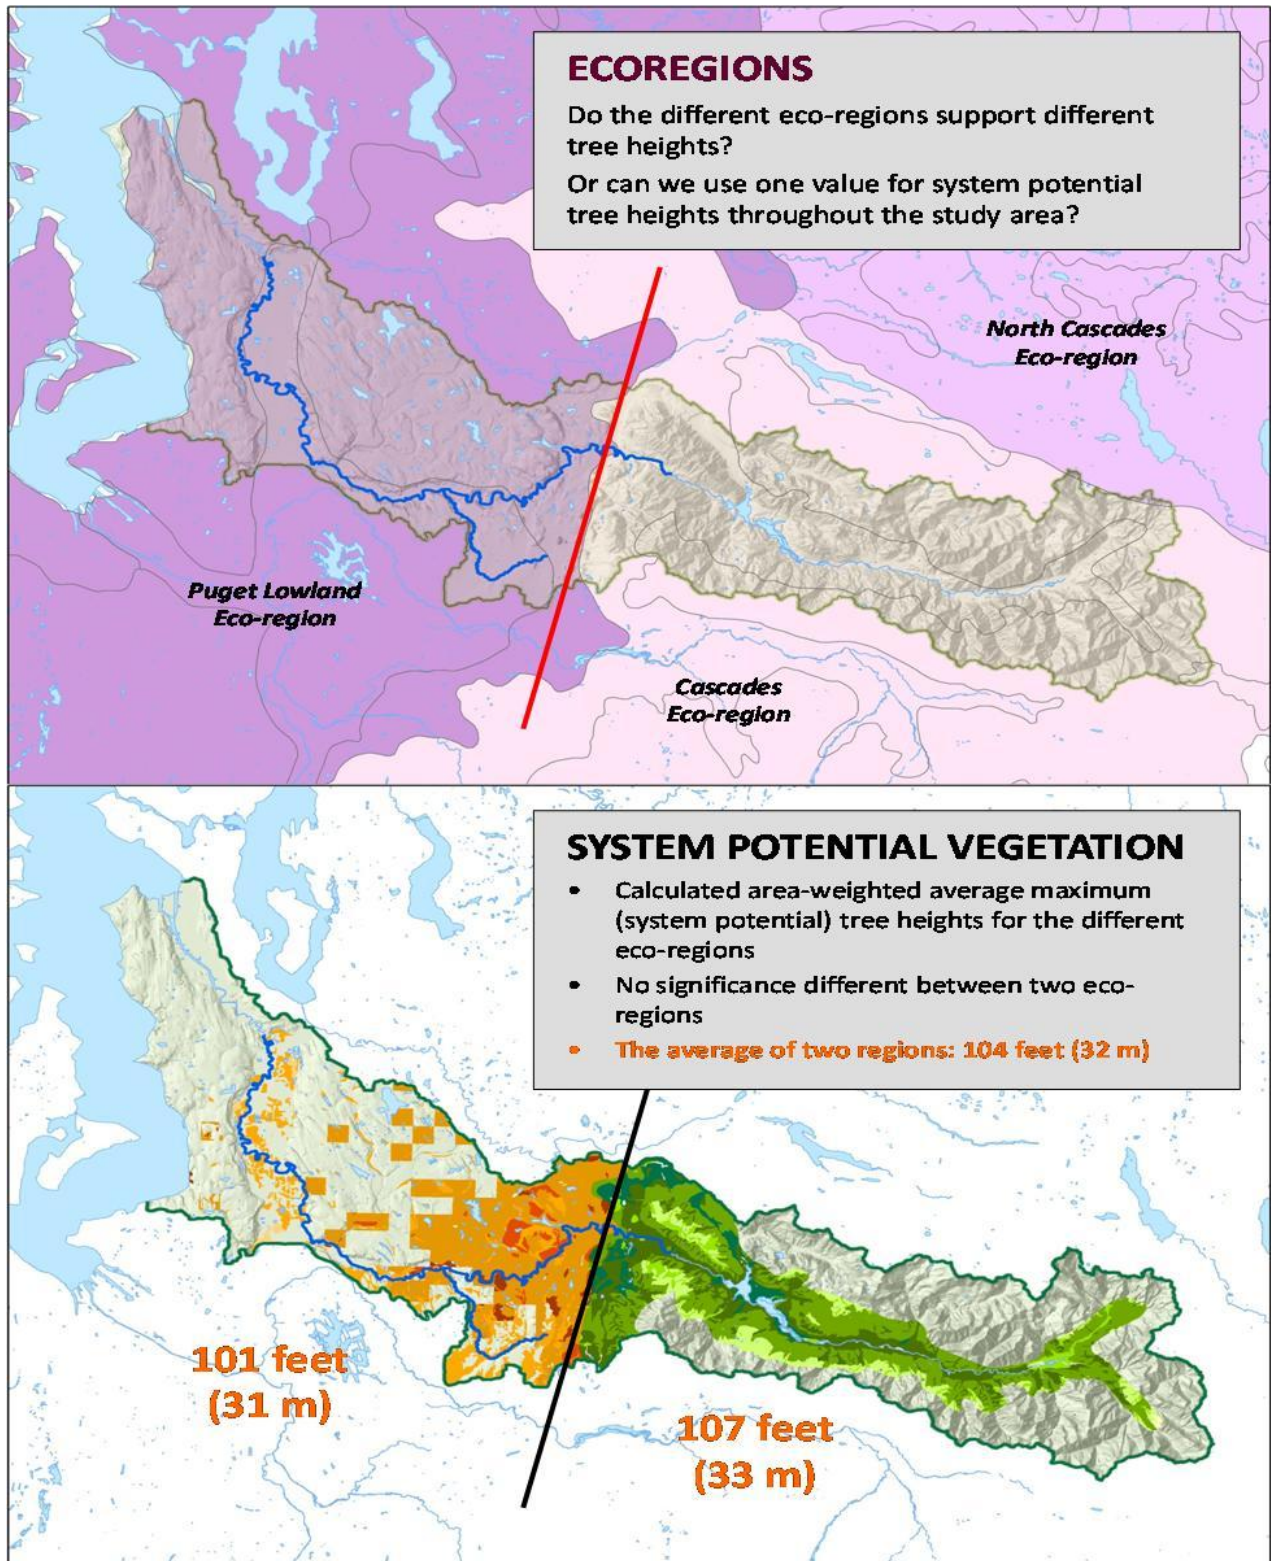 ECOREGIONS
Do the different eco-regions support different
tree heights?
Or can we use one value for system potential
tree heights throughout the study area?
North Cascades
Eco-region
Puget Lowland
Eco-region
Cascades
Eco-region
SYSTEM POTENTIAL VEGETATION
• Calculated area-weighted average maximum
(system potential) tree heights for the different
eco-regions
• No significance different between two eco-
regions
• The average of two regions: 104 feet (32 m)
101 feet
(31 m)
107 feet
(33 m)